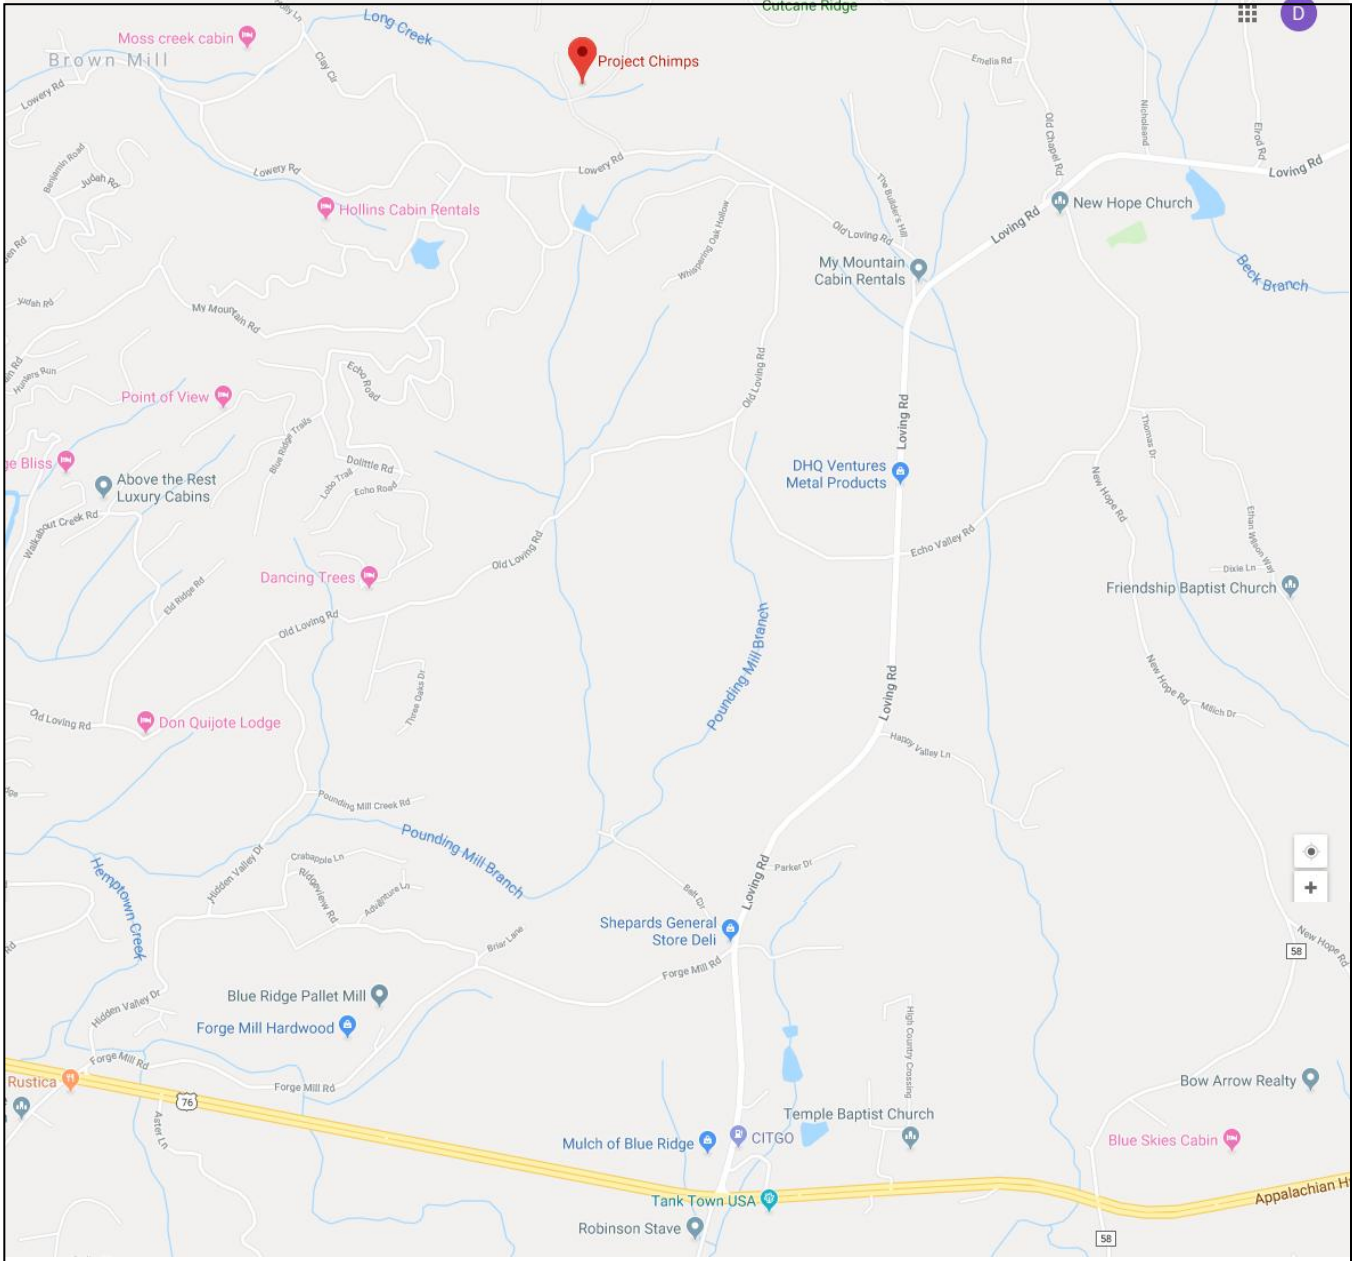 Cutcane Ridge
D
Long Creek
Moss creek cabin
Brown Mill
Clay Cir
Project Chimps
Emelia Rd
Lowery Rd
Nicholsand
Elrod Rd
Old Chapel Rd
Benjamin Road
Judah Rd
Lowery Rd
Lowery Rd
Loving Rd
Hollins Cabin Rentals
The Builder's Hill
New Hope Church
Loving Rd
Whispering Oak Hollow
Old Loving Rd
My Mountain
Cabin Rentals
Beck Branch
My Mountain Rd
Echo Road
Hunters Run
Old Loving Rd
Point of View
Loving Rd
Blue Ridge Trails
Thomas Dr
ge Bliss
Dolittle Rd
Lobo Trail
Echo Road
Above the Rest
Luxury Cabins
DHQ Ventures
Metal Products
New Hope Rd
Walkabout Creek Rd
Echo Valley Rd
Ethan Wilson Way
Old Loving Rd
Dixie Ln
Dancing Trees
Eld Ridge Rd
Friendship Baptist Church
Old Loving Rd
Pounding Mill Branch
Three Oaks Dr
Loving Rd
New Hope Rd
Milich Dr
Old Loving Rd
Don Quijote Lodge
Happy Valley Ln
Pounding Mill Creek Rd
Pounding Mill Branch
Hidden Valley Dr
Crabapple Ln
Ridgeview Rd
Adventure Ln
Loving Rd
Parker Dr
Belt Dr
Hemptown Creek
Shepards General
Store Deli
Briar Lane
Forge Mill Rd
New Hope Rd
58
Blue Ridge Pallet Mill
Hidden Valley Dr
Forge Mill Hardwood
High Country Crossing
Forge Mill Rd
Rustica
Forge Mill Rd
76
Bow Arrow Realty
Aster Ln
Temple Baptist Church
Mulch of Blue Ridge
CITGO
Blue Skies Cabin
Tank Town USA
Appalachian H
Robinson Stave
58